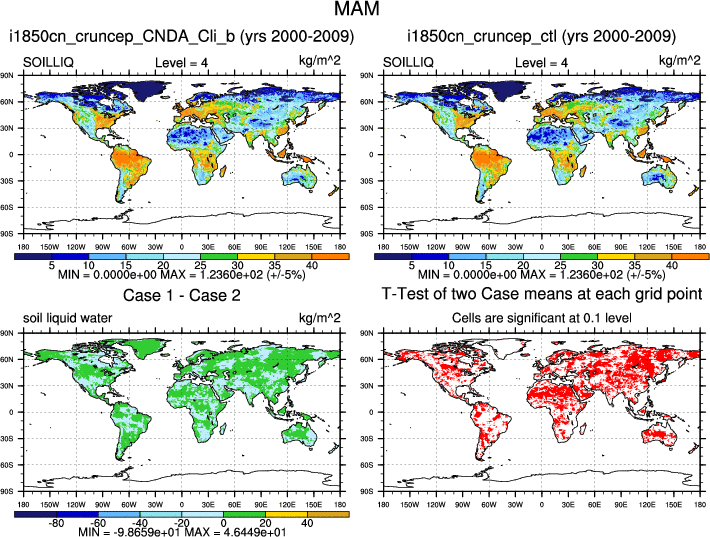 MAM
i1850cn_cruncep_CNDA_Cli_b (yrs 2000-2009)
i1850cn_cruncep_ctl (yrs 2000-2009)
SOILLIQ Level = 4 kg/m^2
SOILLIQ Level = 4 kg/m^2
90N
60N
30N
0
30S
60S
90S
180 150W 120W 90W 60W 30W 0 30E 60E 90E 120E 150E 180
5 10 15 20 25 30 35 40
MIN = 0.0000e+00 MAX = 1.2360e+02 (+/-5%)
90N
60N
30N
0
30S
60S
90S
180 150W 120W 90W 60W 30W 0 30E 60E 90E 120E 150E 180
5 10 15 20 25 30 35 40
MIN = 0.0000e+00 MAX = 1.2360e+02 (+/-5%)
Case 1 - Case 2
soil liquid water kg/m^2
90N
60N
30N
0
30S
60S
90S
180 150W 120W 90W 60W 30W 0 30E 60E 90E 120E 150E 180
-80 -60 -40 -20 0 20 40
MIN = -9.8659e+01 MAX = 4.6449e+01
T-Test of two Case means at each grid point
Cells are significant at 0.1 level
90N
60N
30N
0
30S
60S
90S
180 150W 120W 90W 60W 30W 0 30E 60E 90E 120E 150E 180